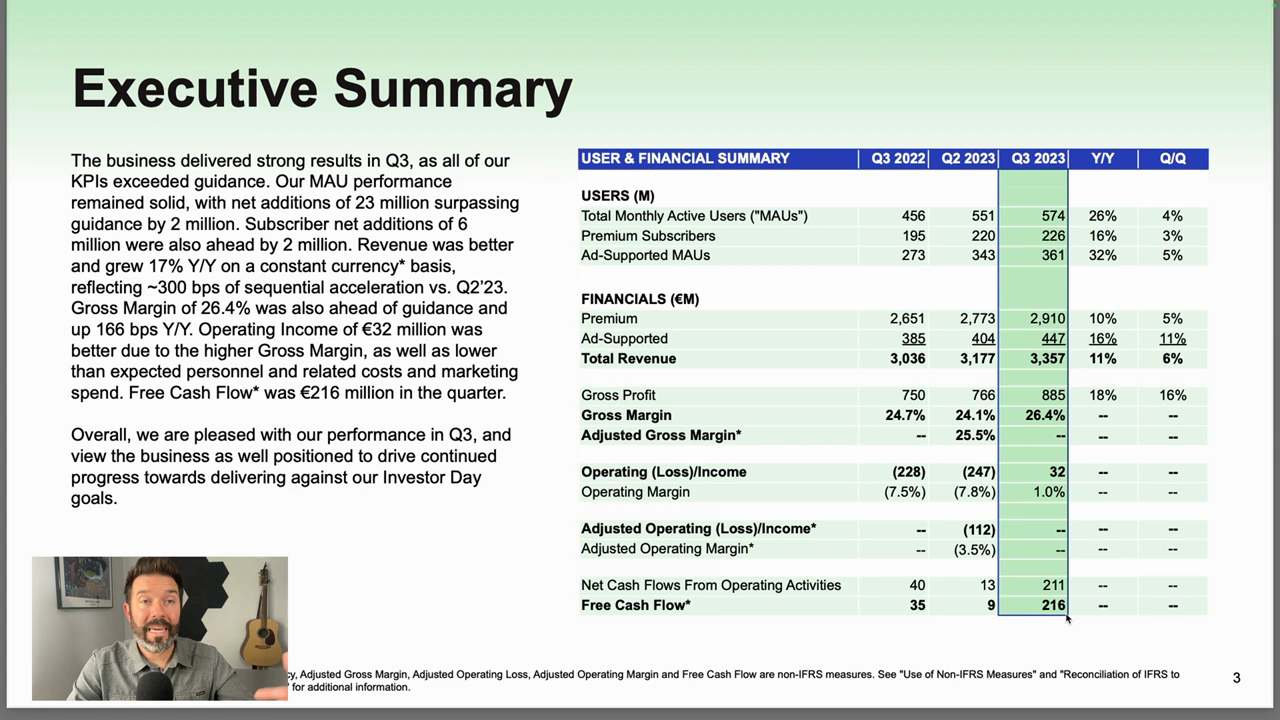 Executive Summary
The business delivered strong results in Q3, as all of our
KPIs exceeded guidance. Our MAU performance
remained solid, with net additions of 23 million surpassing
guidance by 2 million. Subscriber net additions of 6
million were also ahead by 2 million. Revenue was better
and grew 17% Y/Y on a constant currency* basis,
reflecting ~300 bps of sequential acceleration vs. Q2'23.
Gross Margin of 26.4% was also ahead of guidance and
up 166 bps Y/Y. Operating Income of €32 million was
better due to the higher Gross Margin, as well as lower
than expected personnel and related costs and marketing
spend. Free Cash Flow* was €216 million in the quarter.
Overall, we are pleased with our performance in Q3, and
view the business as well positioned to drive continued
progress towards delivering against our Investor Day
goals.
USER & FINANCIAL SUMMARY Q3 2022 Q2 2023 Q3 2023 Y/Y Q/Q
USERS (M)
Total Monthly Active Users ("MAUs") 456 551 574 26% 4%
Premium Subscribers 195 220 226 16% 3%
Ad-Supported MAUs 273 343 361 32% 5%
FINANCIALS (€M)
Premium 2,651 2,773 2,910 10% 5%
Ad-Supported 385 404 447 16% 11%
Total Revenue 3,036 3,177 3,357 11% 6%
Gross Profit 750 766 885 18% 16%
Gross Margin 24.7% 24.1% 26.4% -- --
Adjusted Gross Margin* -- 25.5% -- -- --
Operating (Loss)/Income (228) (247) 32 -- --
Operating Margin (7.5%) (7.8%) 1.0% -- --
Adjusted Operating (Loss)/Income* -- (112) -- -- --
Adjusted Operating Margin* -- (3.5%) -- -- --
Net Cash Flows From Operating Activities 40 13 211 -- --
Free Cash Flow* 35 9 216 -- --
cy, Adjusted Gross Margin, Adjusted Operating Loss, Adjusted Operating Margin and Free Cash Flow are non-IFRS measures. See "Use of Non-IFRS Measures" and "Reconciliation of IFRS to
" for additional information.
3